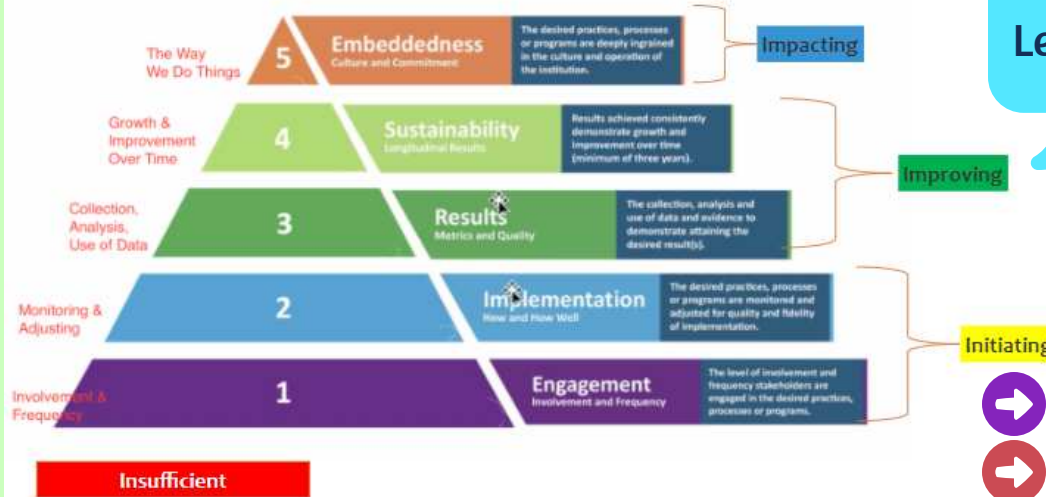 The Way
We Do Things
5
Embeddedness
Culture and Commitment
The desired practices, processes
or programs are deeply ingrained
in the culture and operation of
the institution.
Impacting
Le
Growth &
Improvement
Over Time
4
Sustainability
Longitudinal Results
Results achieved consistently
demonstrate growth and
improvement over time
(minimum of three years).
Improving
Collection,
Analysis,
Use of Data
3
Results
Metrics and Quality
The collection, analysis and
use of data and evidence to
demonstrate attaining the
desired result(s).
Monitoring &
Adjusting
2
Implementation
How and How Well
The desired practices, processes
or programs are monitored and
adjusted for quality and fidelity
of implementation.
Initiating
Involvement &
Frequency
1
Engagement
Involvement and Frequency
The level of involvement and
frequency stakeholders are
engaged in the desired practices,
processes or programs.
Insufficient